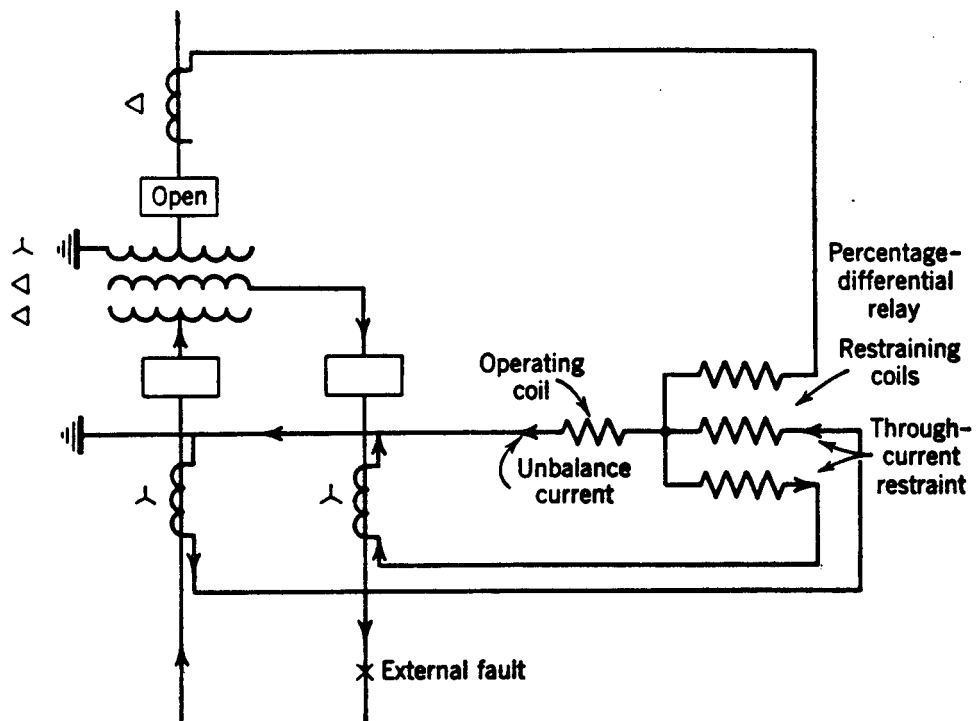 Open
Percentage-
differential
relay
Operating
coil
Restraining
coils
Unbalance
current
Through-
current
restraint
External fault